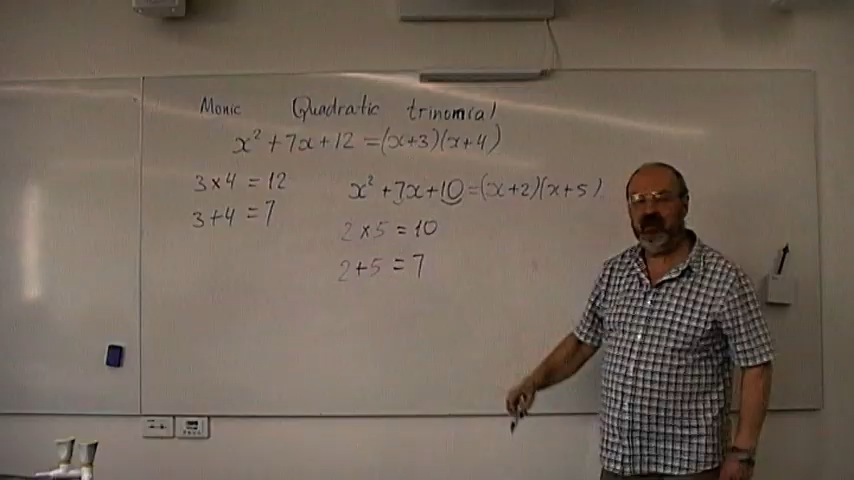 Monic Quadratic trinomial
x² + 7x + 12 = (x+3)(x+4)
3 × 4 = 12
3 + 4 = 7
x² + 7x + 10 = (x+2)(x+5)
2 × 5 = 10
2 + 5 = 7